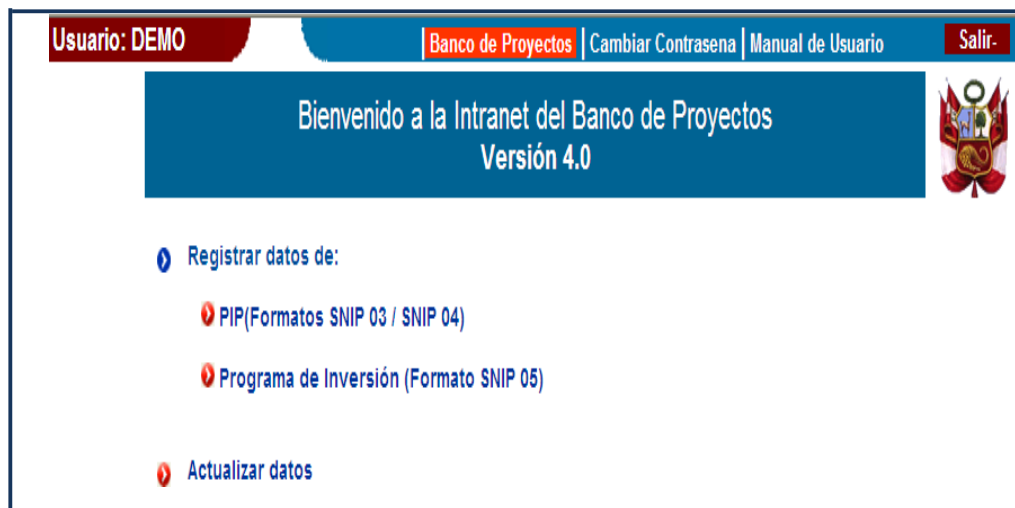 Usuario: DEMO
Banco de Proyectos | Cambiar Contrasena | Manual de Usuario
Salir-
Bienvenido a la Intranet del Banco de Proyectos
Versión 4.0
Registrar datos de:
PIP(Formatos SNIP 03 / SNIP 04)
Programa de Inversión (Formato SNIP 05)
Actualizar datos